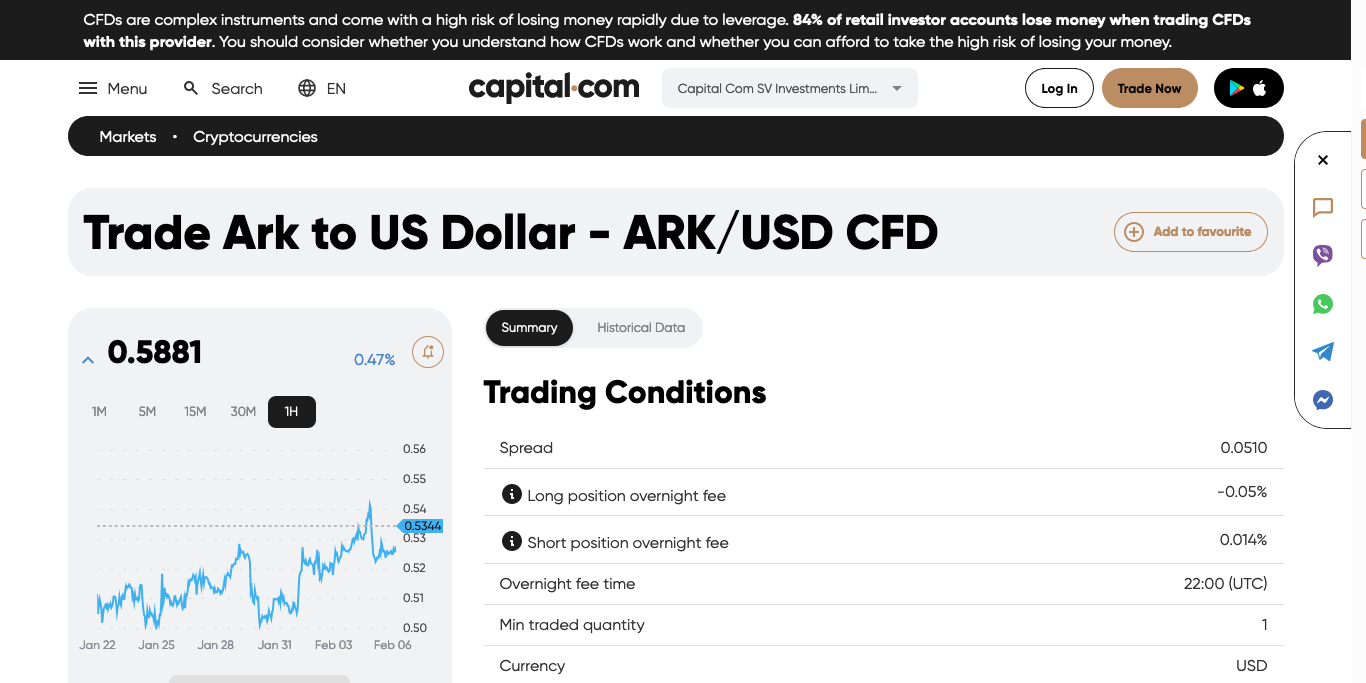 CFDs are complex instruments and come with a high risk of losing money rapidly due to leverage. 84% of retail investor accounts lose money when trading CFDs
with this provider. You should consider whether you understand how CFDs work and whether you can afford to take the high risk of losing your money.
Menu Search EN capital.com Capital Com SV Investments Lim... Log In Trade Now
Markets • Cryptocurrencies
Trade Ark to US Dollar - ARK/USD CFD
Add to favourite
0.5881
0.47%
1M 5M 15M 30M 1H
0.56
0.55
0.54
0.5344
0.53
0.52
0.51
0.50
Jan 22 Jan 25 Jan 28 Jan 31 Feb 03 Feb 06
Summary Historical Data
Trading Conditions
Spread 0.0510
Long position overnight fee -0.05%
Short position overnight fee 0.014%
Overnight fee time 22:00 (UTC)
Min traded quantity 1
Currency USD